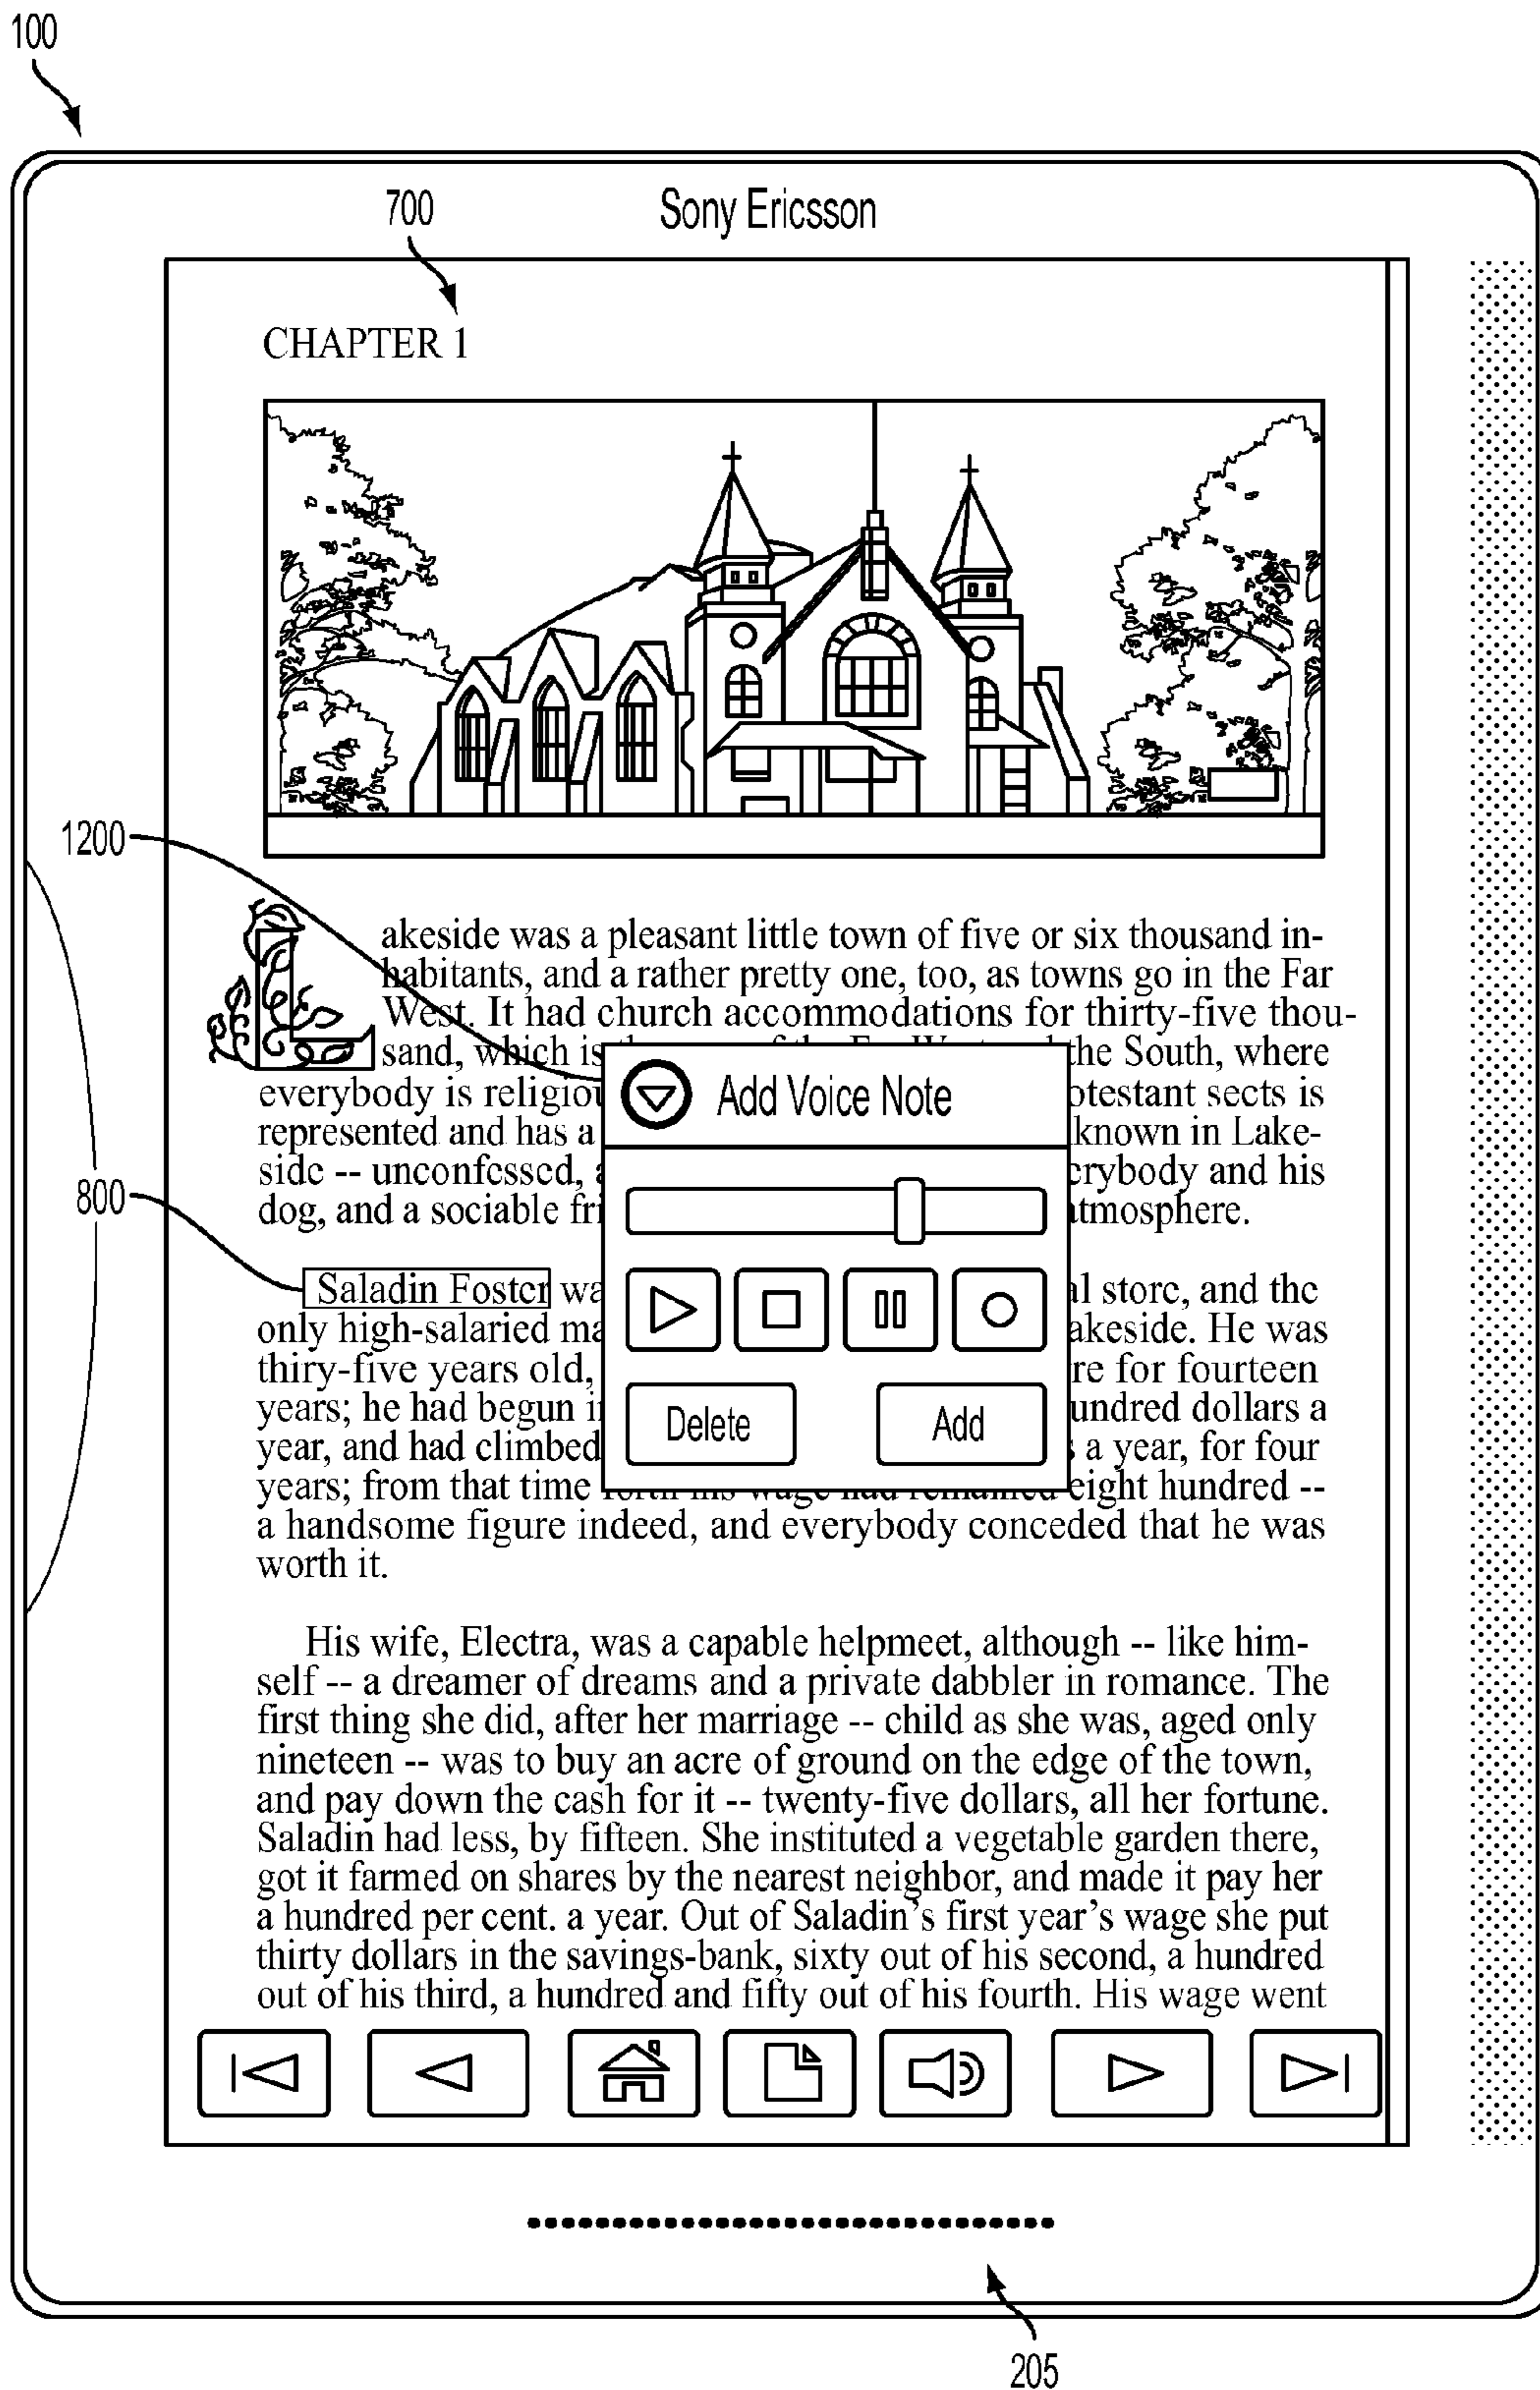 100
700
Sony Ericsson
CHAPTER 1
1200
Lakeside was a pleasant little town of five or six thousand in-
habitants, and a rather pretty one, too, as towns go in the Far
West. It had church accommodations for thirty-five thou-
sand, which is the South, where
everybody is otestant sects is
represented and has a known in Lake-
side -- unconfessed, erybody and his
dog, and a sociable atmosphere.
Add Voice Note
800
Saladin Foster al store, and the
only high-salaried akeside. He was
thiry-five years old, re for fourteen
years; he had begun undred dollars a
year, and had climbed a year, for four
years; from that time forth his wage had remained eight hundred --
a handsome figure indeed, and everybody conceded that he was
worth it.
Delete
Add
His wife, Electra, was a capable helpmeet, although -- like him-
self -- a dreamer of dreams and a private dabbler in romance. The
first thing she did, after her marriage -- child as she was, aged only
nineteen -- was to buy an acre of ground on the edge of the town,
and pay down the cash for it -- twenty-five dollars, all her fortune.
Saladin had less, by fifteen. She instituted a vegetable garden there,
got it farmed on shares by the nearest neighbor, and made it pay her
a hundred per cent. a year. Out of Saladin's first year's wage she put
thirty dollars in the savings-bank, sixty out of his second, a hundred
out of his third, a hundred and fifty out of his fourth. His wage went
205